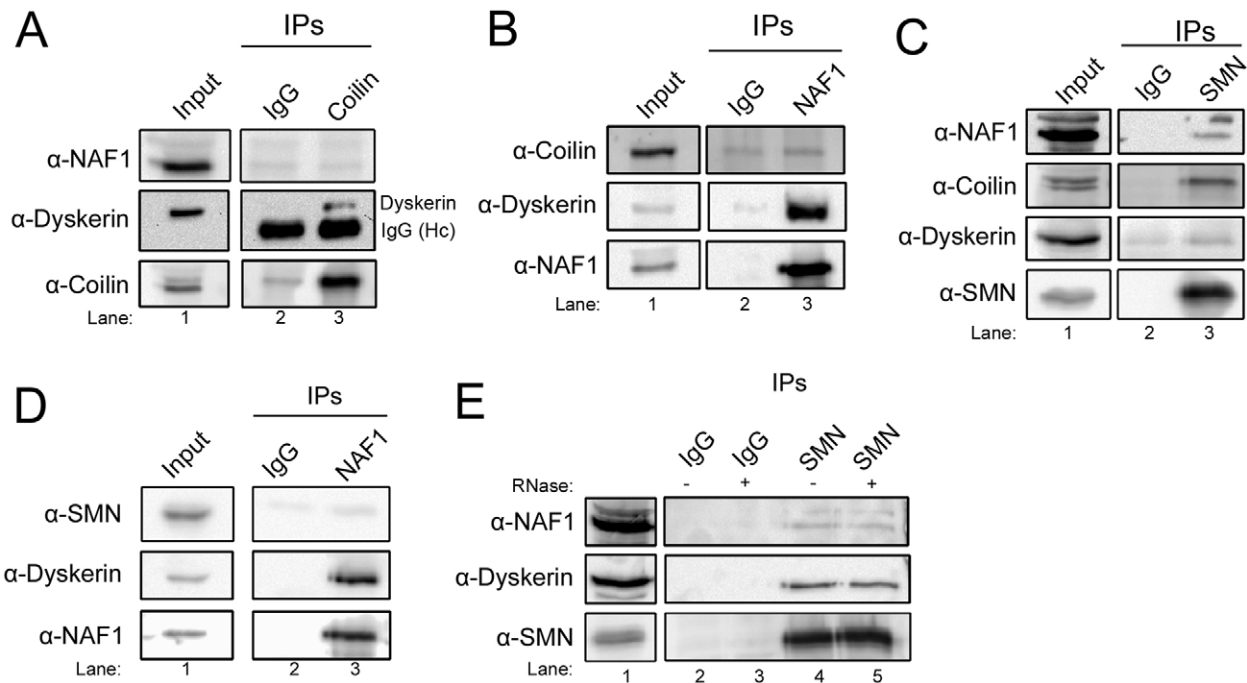 A
IPs
Input
IgG
Coilin
α-NAF1
α-Dyskerin
Dyskerin
IgG (Hc)
α-Coilin
Lane: 1 2 3
B
IPs
Input
IgG
NAF1
α-Coilin
α-Dyskerin
α-NAF1
Lane: 1 2 3
C
IPs
Input
IgG
SMN
α-NAF1
α-Coilin
α-Dyskerin
α-SMN
Lane: 1 2 3
D
IPs
Input
IgG
NAF1
α-SMN
α-Dyskerin
α-NAF1
Lane: 1 2 3
E
IPs
IgG
IgG
SMN
SMN
RNase: - + - +
α-NAF1
α-Dyskerin
α-SMN
Lane: 1 2 3 4 5